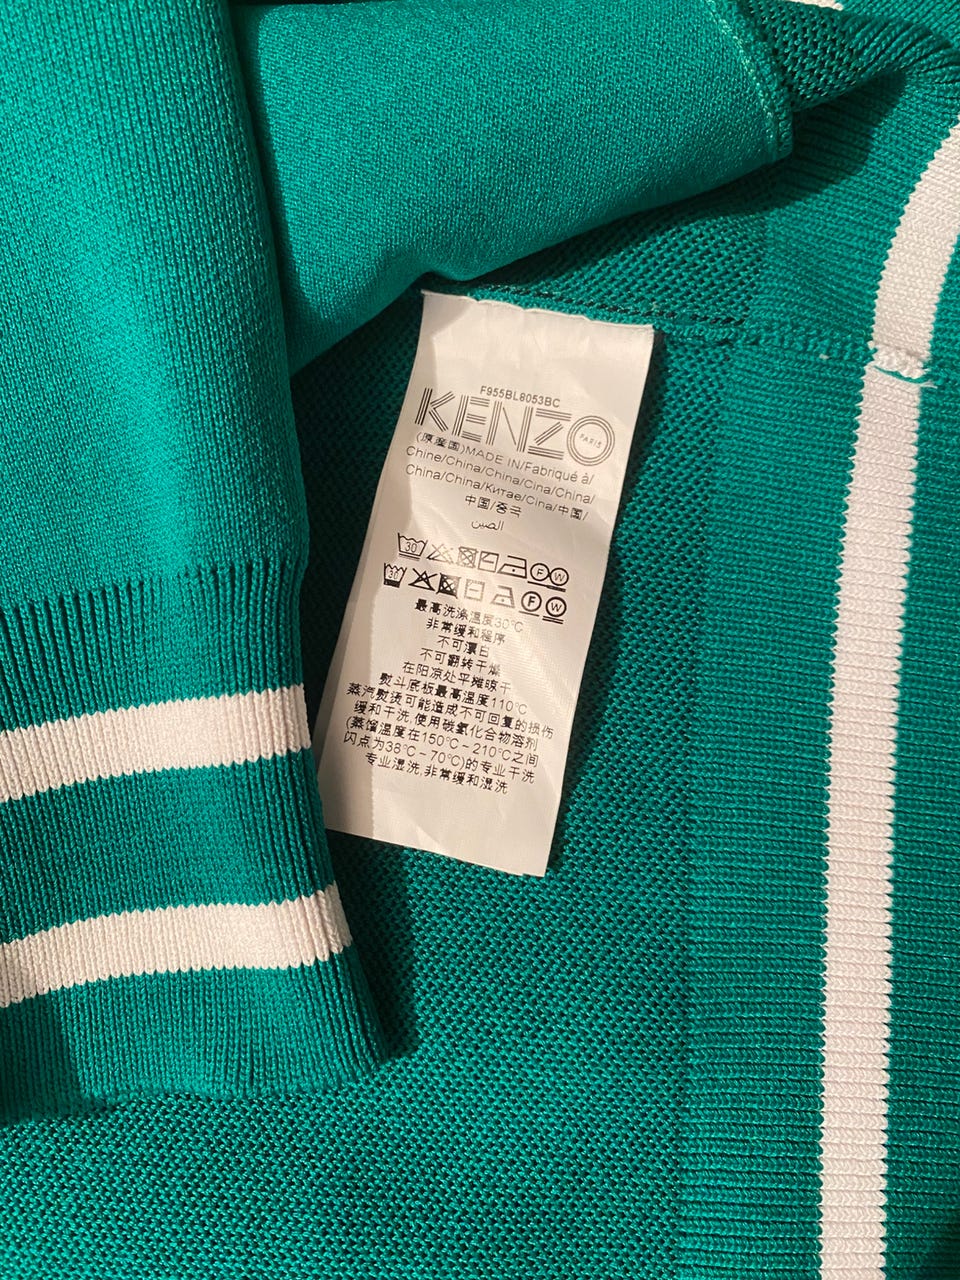 F955BL8053BC
KENZO
PARIS
(原産国)MADE IN/Fabriqué à/
Chine/China/China/Cina/China/
China/China/Китае/Cina/中国/
中国/중국
الصين
30 F W
30 F W
最高洗涤温度30°C
非常缓和程序
不可漂白
不可翻转干燥
在阳凉处平摊晾干
熨斗底板最高温度110°C
蒸汽熨烫可能造成不可回复的损伤
缓和干洗,使用碳氢化合物溶剂
(蒸馏温度在150°C-210°C之间
闪点为38°C-70°C)的专业干洗
专业湿洗,非常缓和湿洗